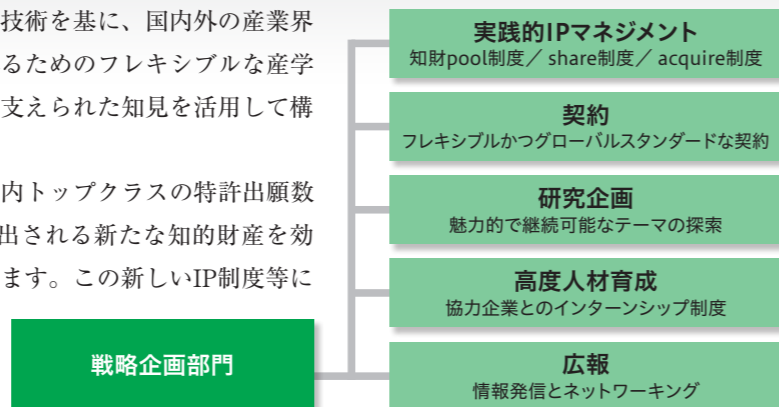 技術を基に、国内外の産業界
るためのフレキシブルな産学
支えられた知見を活用して構
内トップクラスの特許出願数
出される新たな知的財産を効
ます。この新しいIP制度等に
戦略企画部門
実践的IPマネジメント
知財pool制度／share制度／acquire制度
契約
フレキシブルかつグローバルスタンダードな契約
研究企画
魅力的で継続可能なテーマの探索
高度人材育成
協力企業とのインターンシップ制度
広報
情報発信とネットワーキング